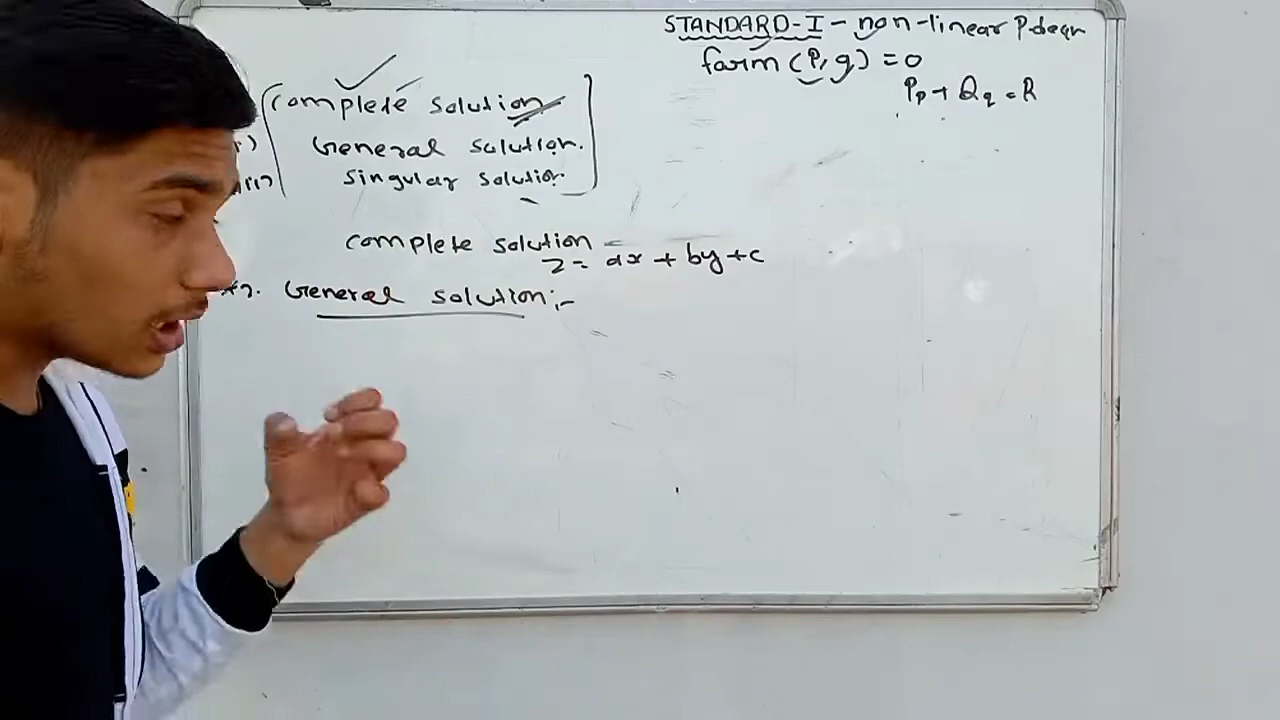 STANDARD-I - non-linear P.deqn
farm (P, q) = 0
Pp + Qq = R
complete solution
General solution.
singular solution
complete solution =
z = ax + by + c
General solution :-